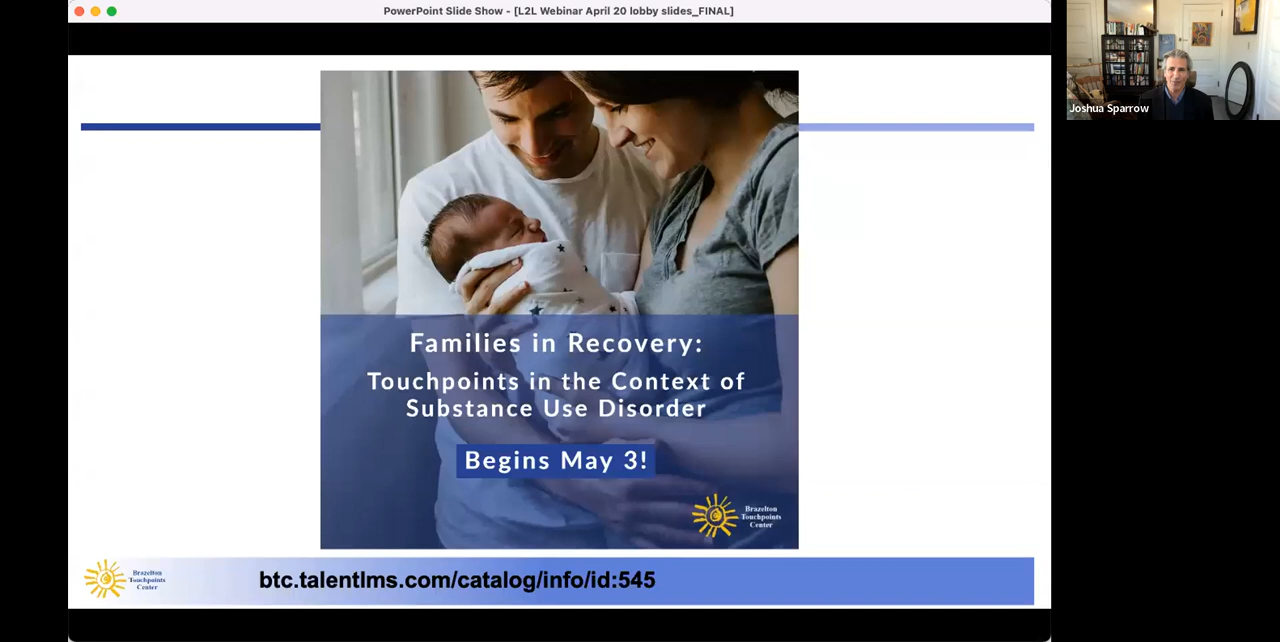 PowerPoint Slide Show - [L2L Webinar April 20 lobby slides_FINAL]
Joshua Sparrow
Families in Recovery:
Touchpoints in the Context of
Substance Use Disorder
Begins May 3!
Brazelton
Touchpoints
Center
Brazelton
Touchpoints
Center
btc.talentlms.com/catalog/info/id:545